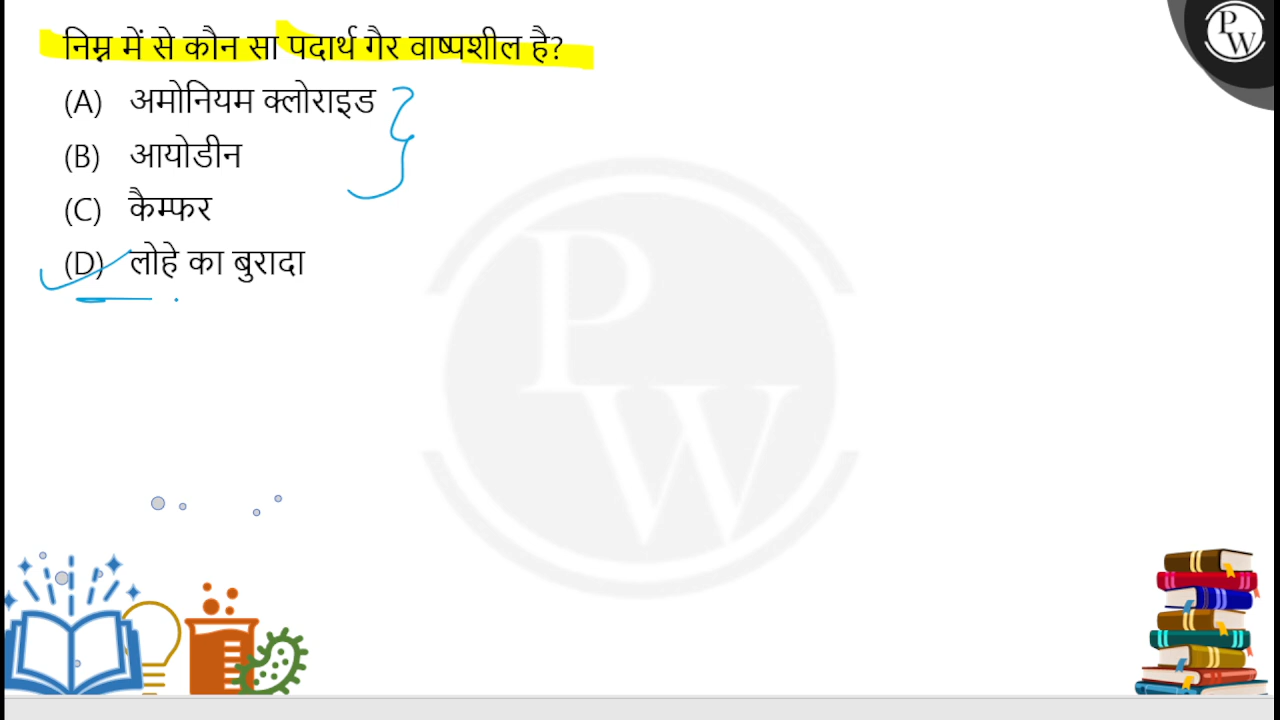 निम्न में से कौन सा पदार्थ गैर वाष्पशील है?
(A) अमोनियम क्लोराइड
(B) आयोडीन
(C) कैम्फर
(D) लोहे का बुरादा
P
W
P
W